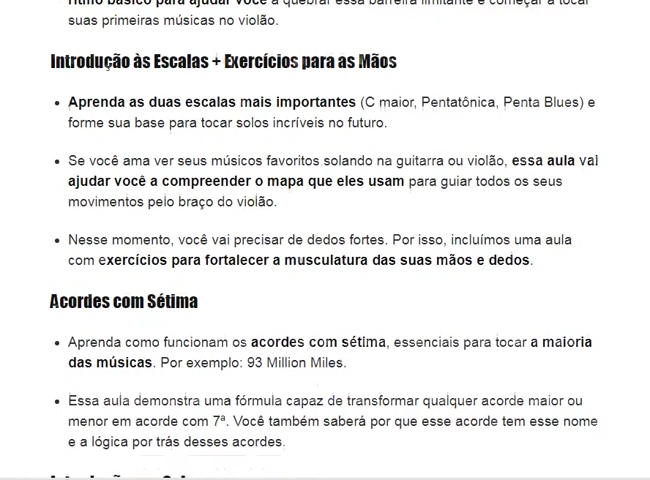 ritmo básico para ajudar você a quebrar essa barreira limitante e começar a tocar
suas primeiras músicas no violão.
Introdução às Escalas + Exercícios para as Mãos
• Aprenda as duas escalas mais importantes (C maior, Pentatônica, Penta Blues) e
forme sua base para tocar solos incríveis no futuro.
• Se você ama ver seus músicos favoritos solando na guitarra ou violão, essa aula vai
ajudar você a compreender o mapa que eles usam para guiar todos os seus
movimentos pelo braço do violão.
• Nesse momento, você vai precisar de dedos fortes. Por isso, incluímos uma aula
com exercícios para fortalecer a musculatura das suas mãos e dedos.
Acordes com Sétima
• Aprenda como funcionam os acordes com sétima, essenciais para tocar a maioria
das músicas. Por exemplo: 93 Million Miles.
• Essa aula demonstra uma fórmula capaz de transformar qualquer acorde maior ou
menor em acorde com 7ª. Você também saberá por que esse acorde tem esse nome
e a lógica por trás desses acordes.